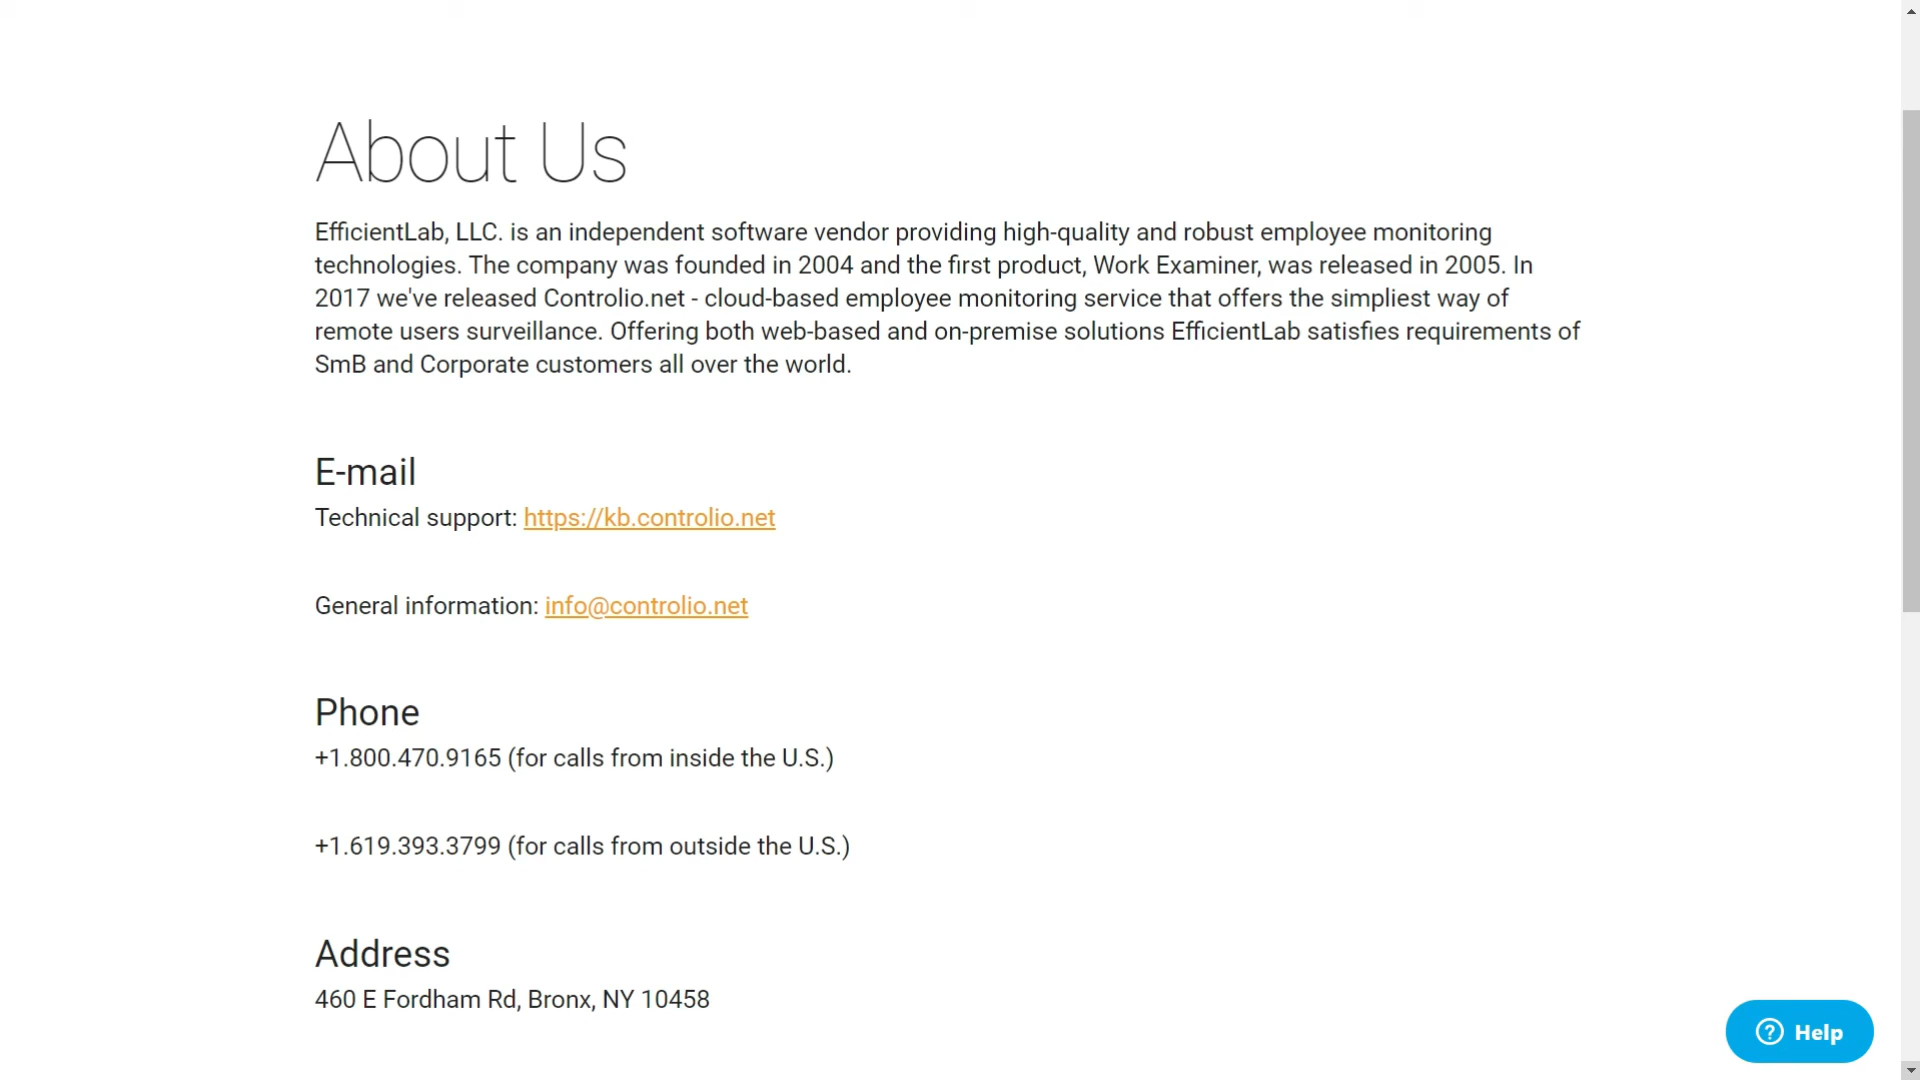 About Us
EfficientLab, LLC. is an independent software vendor providing high-quality and robust employee monitoring
technologies. The company was founded in 2004 and the first product, Work Examiner, was released in 2005. In
2017 we've released Controlio.net - cloud-based employee monitoring service that offers the simpliest way of
remote users surveillance. Offering both web-based and on-premise solutions EfficientLab satisfies requirements of
SmB and Corporate customers all over the world.
E-mail
Technical support: https://kb.controlio.net
General information: info@controlio.net
Phone
+1.800.470.9165 (for calls from inside the U.S.)
+1.619.393.3799 (for calls from outside the U.S.)
Address
460 E Fordham Rd, Bronx, NY 10458
Help